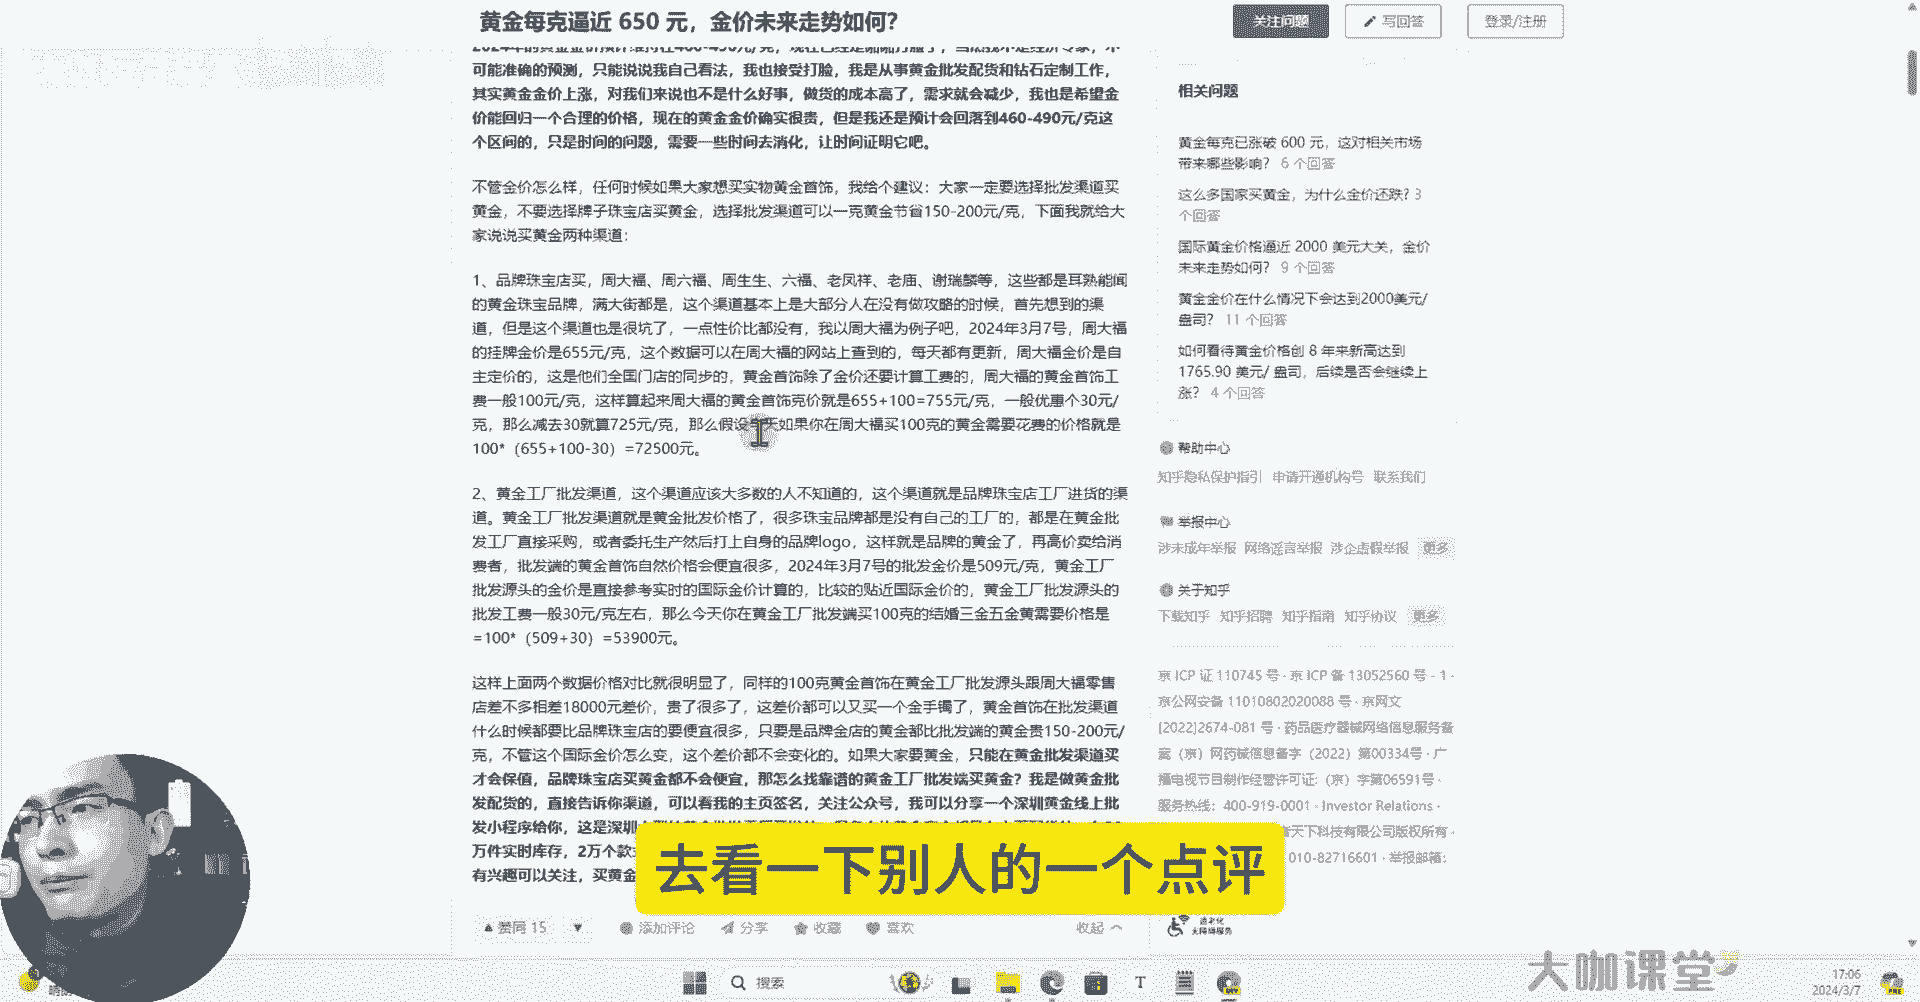 黄金每克逼近 650 元，金价未来走势如何？
关注问题
写回答
登录/注册
可能准确的预测，只能说说我自己看法，我也接受打脸，我是从事黄金批发配货和钻石定制工作，
其实黄金金价上涨，对我们来说也不是什么好事，做货的成本高了，需求就会减少，我也是希望金
价能回归一个合理的价格，现在的黄金金价确实很贵，但是我还是预计会回落到460-490元/克这
个区间的，只是时间的问题，需要一些时间去消化，让时间证明它吧。
不管金价怎么样，任何时候如果大家想买实物黄金首饰，我给个建议：大家一定要选择批发渠道买
黄金，不要选择牌子珠宝店买黄金，选择批发渠道可以一克黄金节省150-200元/克，下面我就给大
家说说买黄金两种渠道：
1、品牌珠宝店买，周大福、周六福、周生生、六福、老凤祥、老庙、谢瑞麟等，这些都是耳熟能闻
的黄金珠宝品牌，满大街都是，这个渠道基本上是大部分人在没有做攻略的时候，首先想到的渠
道，但是这个渠道也是很坑了，一点性价比都没有，我以周大福为例子吧，2024年3月7号，周大福
的挂牌金价是655元/克，这个数据可以在周大福的网站上查到的，每天都有更新，周大福金价是自
主定价的，这是他们全国门店的同步的，黄金首饰除了金价还要计算工费的，周大福的黄金首饰工
费一般100元/克，这样算起来周大福的黄金首饰克价就是655+100=755元/克，一般优惠个30元/
克，那么减去30就算725元/克，那么假设 如果你在周大福买100克的黄金需要花费的价格就是
100*（655+100-30）=72500元。
2、黄金工厂批发渠道，这个渠道应该大多数的人不知道的，这个渠道就是品牌珠宝店工厂进货的渠
道。黄金工厂批发渠道就是黄金批发价格了，很多珠宝品牌都是没有自己的工厂的，都是在黄金批
发工厂直接采购，或者委托生产然后打上自身的品牌logo，这样就是品牌的黄金了，再高价卖给消
费者，批发端的黄金首饰自然价格会便宜很多，2024年3月7号的批发金价是509元/克，黄金工厂
批发源头的金价是直接参考实时的国际金价计算的，比较的贴近国际金价的，黄金工厂批发源头的
批发工费一般30元/克左右，那么今天你在黄金工厂批发端买100克的结婚三金五金黄需要价格是
=100*（509+30）=53900元。
这样上面两个数据价格对比就很明显了，同样的100克黄金首饰在黄金工厂批发源头跟周大福零售
店差不多相差18000元差价，贵了很多了，这差价都可以又买一个金手镯了，黄金首饰在批发渠道
什么时候都要比品牌珠宝店的要便宜很多，只要是品牌金店的黄金都比批发端的黄金贵150-200元/
克，不管这个国际金价怎么变，这个差价都不会变化的。如果大家要黄金，只能在黄金批发渠道买
才会保值，品牌珠宝店买黄金都不会便宜，那怎么找靠谱的黄金工厂批发端买黄金？我是做黄金批
发配货的，直接告诉你渠道，可以看我的主页签名，关注公众号，我可以分享一个深圳黄金线上批
发小程序给你，这是深圳
万件实时库存，2万个款
有兴趣可以关注，买黄金
赞同 15
添加评论
分享
收藏
喜欢
收起
相关问题
黄金每克已涨破 600 元，这对相关市场
带来哪些影响？ 6 个回答
这么多国家买黄金，为什么金价还跌? 3
个回答
国际黄金价格逼近 2000 美元大关，金价
未来走势如何？ 9 个回答
黄金金价在什么情况下会达到2000美元/
盎司？ 11 个回答
如何看待黄金价格创 8 年来新高达到
1765.90 美元/ 盎司，后续是否会继续上
涨？ 4 个回答
帮助中心
知乎隐私保护指引 申请开通机构号 联系我们
举报中心
涉未成年举报 网络谣言举报 涉企虚假举报 更多
关于知乎
下载知乎 知乎招聘 知乎指南 知乎协议 更多
京 ICP 证 110745 号 · 京 ICP 备 13052560 号 - 1 ·
京公网安备 11010802020088 号 · 京网文
[2022]2674-081 号 · 药品医疗器械网络信息服务备
案（京）网药械信息备字（2022）第00334号 · 广
播电视节目制作经营许可证:（京）字第06591号 ·
服务热线：400-919-0001 · Investor Relations ·
天下科技有限公司版权所有 ·
010-82716601 · 举报邮箱：
去看一下别人的一个点评
大咖课堂
搜索
17:06
2024/3/7